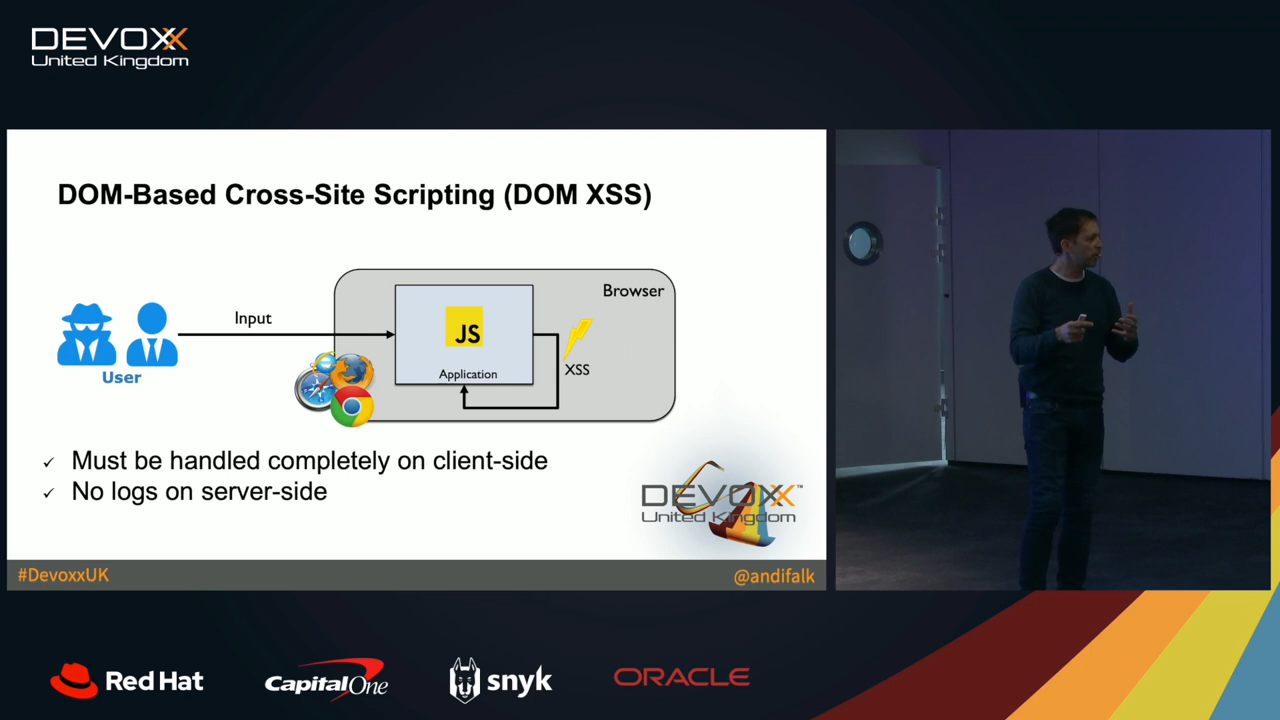 DEVOXX
United Kingdom
DOM-Based Cross-Site Scripting (DOM XSS)
Browser
Input
JS
XSS
Application
User
✓ Must be handled completely on client-side
✓ No logs on server-side
DEVOXX™
United Kingdom
#DevoxxUK
@andifalk
Red Hat
Capital One
snyk
ORACLE